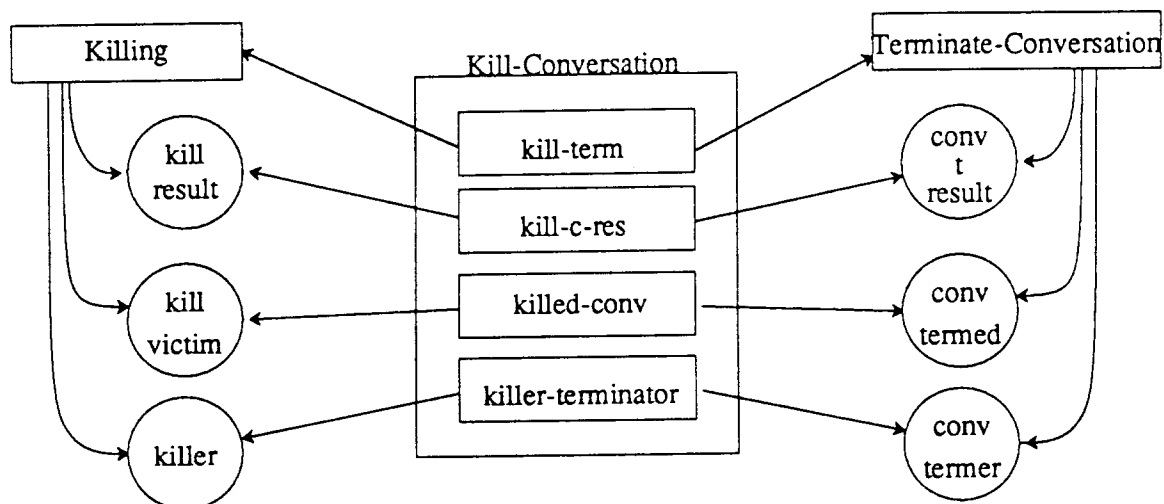 Killing
Kill-Conversation
Terminate-Conversation
kill-term
kill
result
conv
t
result
kill-c-res
killed-conv
kill
victim
conv
termed
killer-terminator
killer
conv
termer